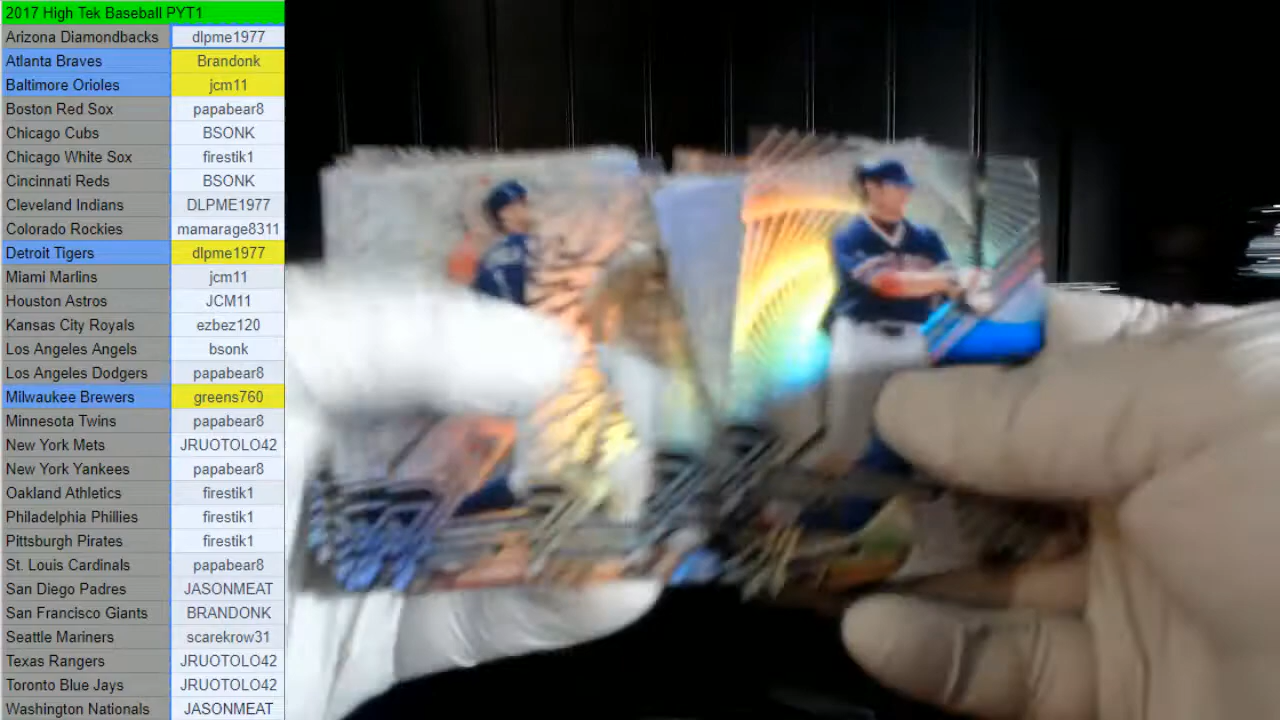 2017 High Tek Baseball PYT1
Arizona Diamondbacks dlpme1977
Atlanta Braves Brandonk
Baltimore Orioles jcm11
Boston Red Sox papabear8
Chicago Cubs BSONK
Chicago White Sox firestik1
Cincinnati Reds BSONK
Cleveland Indians DLPME1977
Colorado Rockies mamarage8311
Detroit Tigers dlpme1977
Miami Marlins jcm11
Houston Astros JCM11
Kansas City Royals ezbez120
Los Angeles Angels bsonk
Los Angeles Dodgers papabear8
Milwaukee Brewers greens760
Minnesota Twins papabear8
New York Mets JRUOTOLO42
New York Yankees papabear8
Oakland Athletics firestik1
Philadelphia Phillies firestik1
Pittsburgh Pirates firestik1
St. Louis Cardinals papabear8
San Diego Padres JASONMEAT
San Francisco Giants BRANDONK
Seattle Mariners scarekrow31
Texas Rangers JRUOTOLO42
Toronto Blue Jays JRUOTOLO42
Washington Nationals JASONMEAT